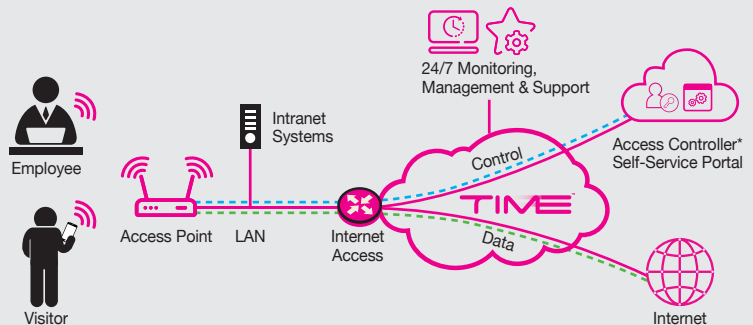 24/7 Monitoring,
Management & Support
Employee
Intranet
Systems
Access Controller*
Self-Service Portal
Control
TIME™
Data
Access Point
LAN
Internet
Access
Visitor
Internet